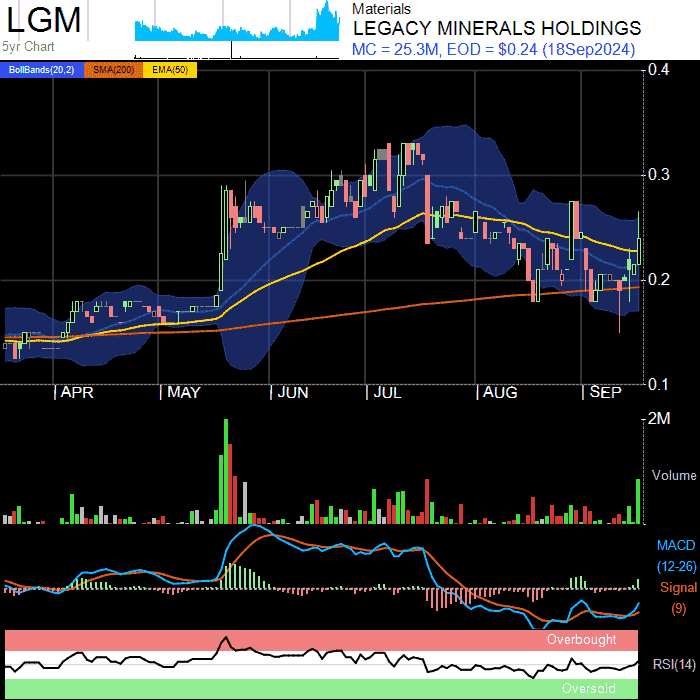 LGM
5yr Chart
Materials
LEGACY MINERALS HOLDINGS
MC = 25.3M, EOD = $0.24 (18Sep2024)
BollBands(20,2) SMA(200) EMA(50)
0.4
0.3
0.2
0.1
APR MAY JUN JUL AUG SEP
2M
Volume
MACD
(12-26)
Signal
(9)
Overbought
RSI(14)
Oversold